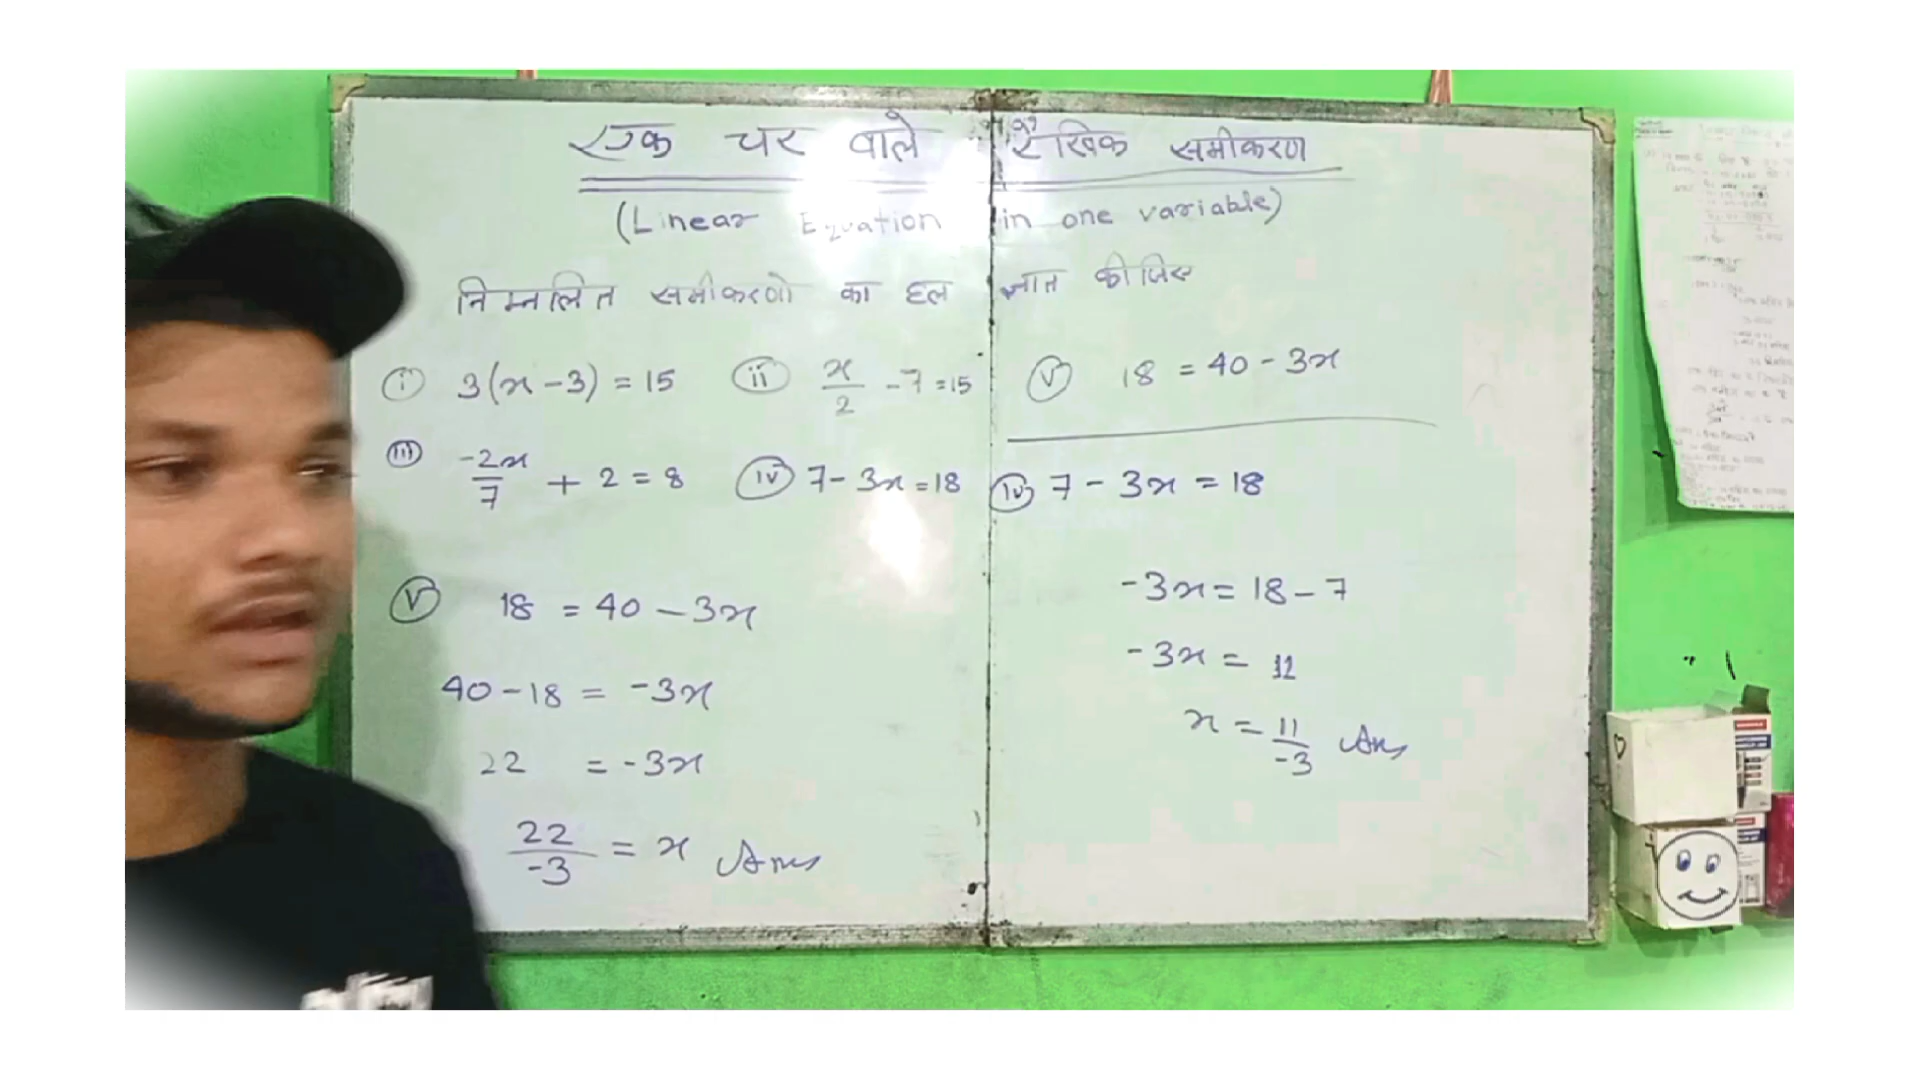 एक चर वाले रैखिक समीकरण
(Linear Equation in one variable)
निम्नलित समीकरणो का हल ज्ञात कीजिए
(i) 3(x - 3) = 15 (ii) x/2 - 7 = 15 (v) 18 = 40 - 3x
(iii) -2x/7 + 2 = 8 (iv) 7 - 3x = 18
(v) 18 = 40 - 3x
40 - 18 = -3x
22 = -3x
22/-3 = x Ans
(iv) 7 - 3x = 18
-3x = 18 - 7
-3x = 11
x = 11/-3 Ans